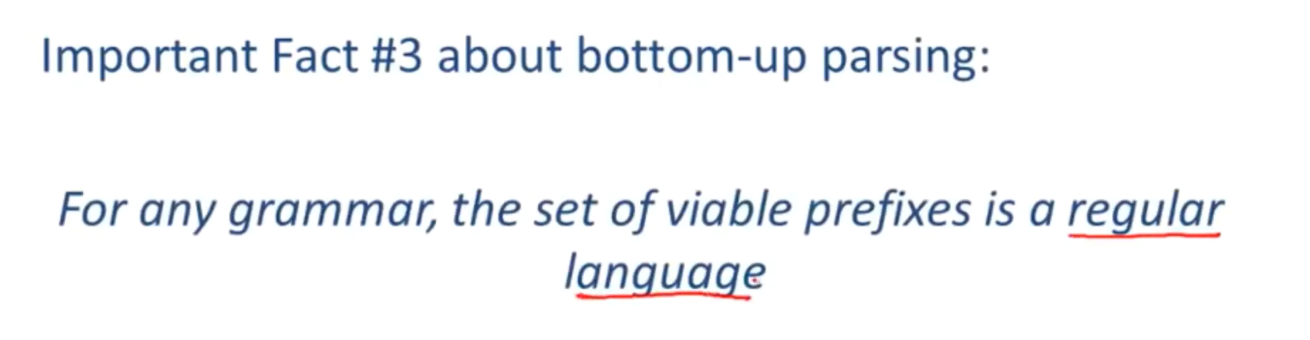 Important Fact #3 about bottom-up parsing:
For any grammar, the set of viable prefixes is a regular
language